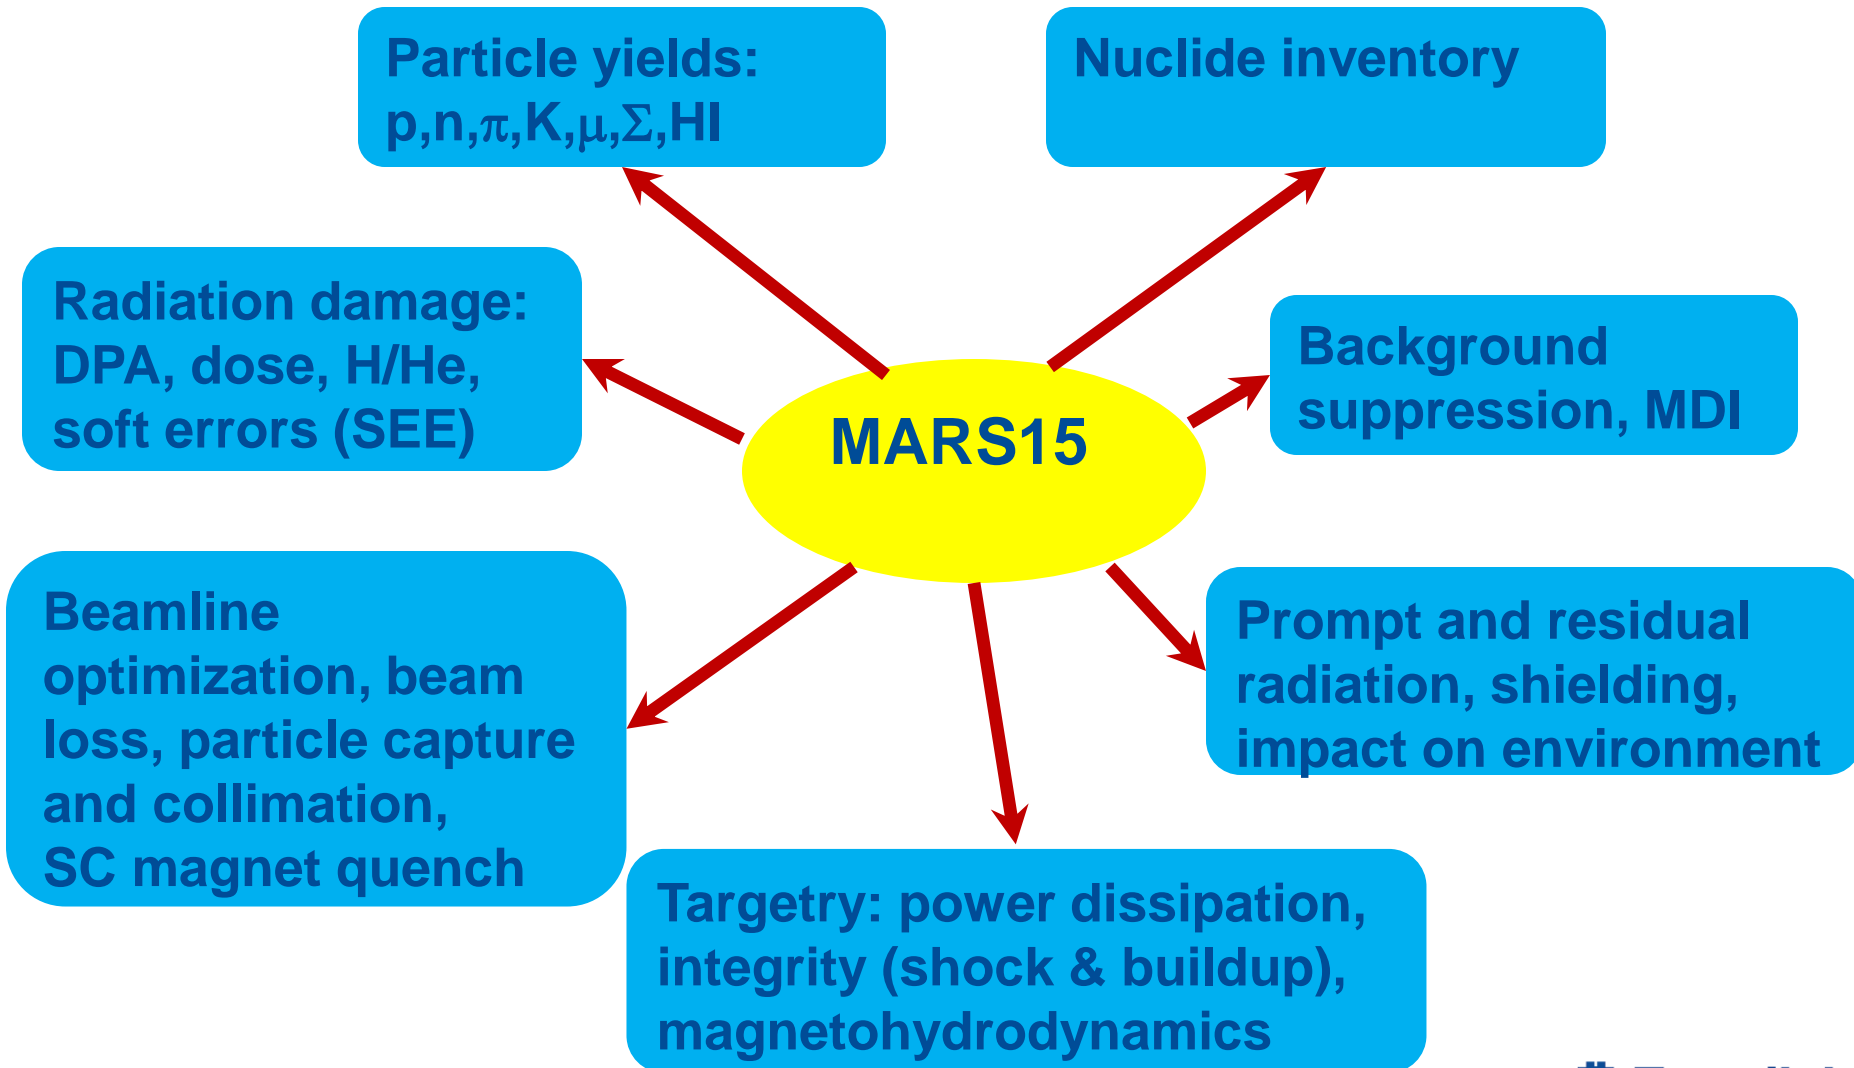 Particle yields:
p,n,π,K,μ,Σ,HI
Nuclide inventory
Radiation damage:
DPA, dose, H/He,
soft errors (SEE)
Background
suppression, MDI
MARS15
Beamline
optimization, beam
loss, particle capture
and collimation,
SC magnet quench
Prompt and residual
radiation, shielding,
impact on environment
Targetry: power dissipation,
integrity (shock & buildup),
magnetohydrodynamics